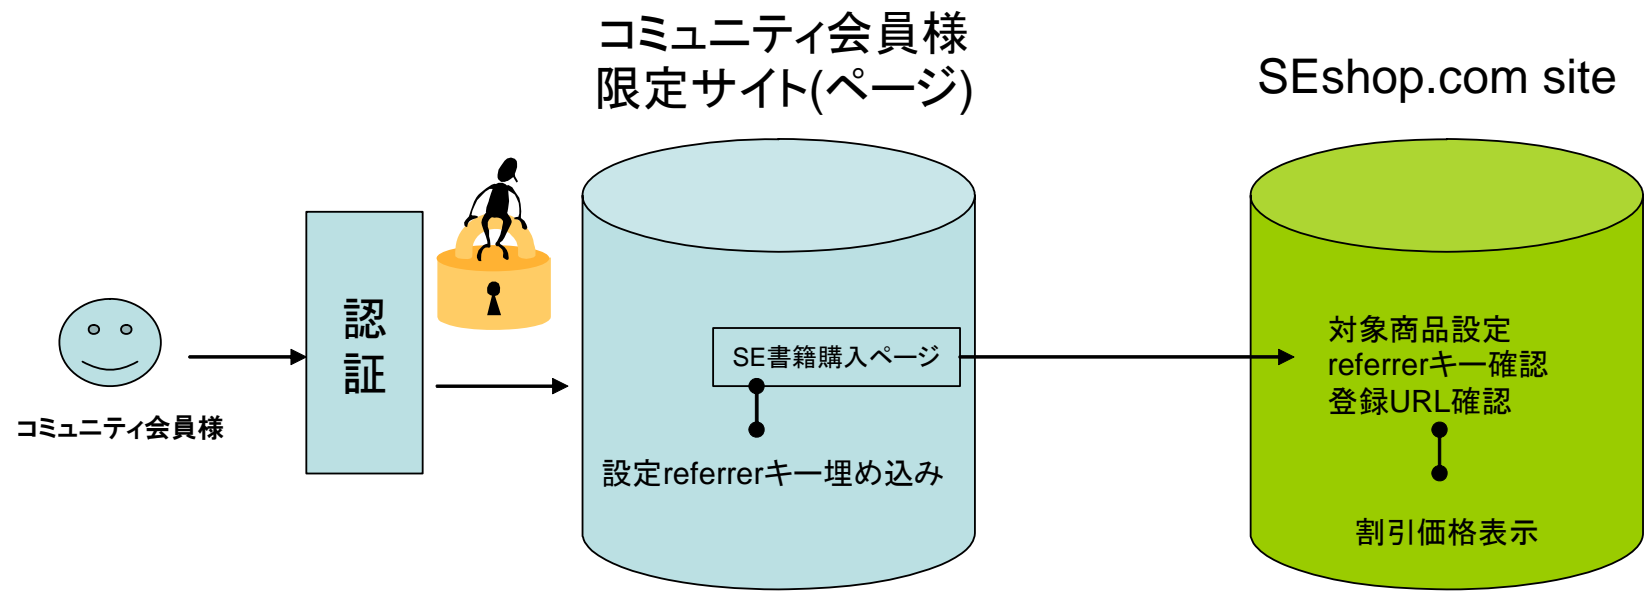 コミュニティ会員様
限定サイト(ページ)
SEshop.com site
認
証
SE書籍購入ページ
対象商品設定
referrerキー確認
登録URL確認
コミュニティ会員様
設定referrerキー埋め込み
割引価格表示